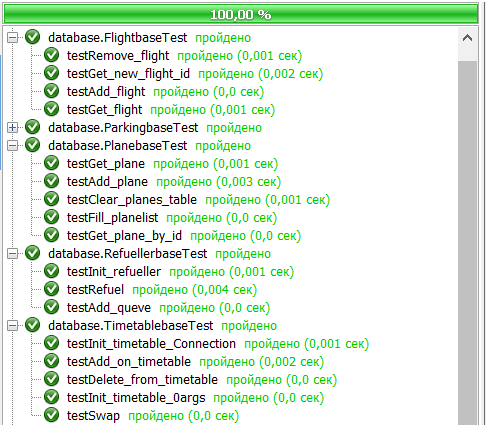 100,00 %
database.FlightbaseTest пройдено
testRemove_flight пройдено (0,001 сек)
testGet_new_flight_id пройдено (0,002 сек)
testAdd_flight пройдено (0,0 сек)
testGet_flight пройдено (0,001 сек)
database.ParkingbaseTest пройдено
database.PlanebaseTest пройдено
testGet_plane пройдено (0,001 сек)
testAdd_plane пройдено (0,003 сек)
testClear_planes_table пройдено (0,001 сек)
testFill_planelist пройдено (0,0 сек)
testGet_plane_by_id пройдено (0,0 сек)
database.RefuellerbaseTest пройдено
testInit_refueller пройдено (0,001 сек)
testRefuel пройдено (0,004 сек)
testAdd_queve пройдено (0,0 сек)
database.TimetablebaseTest пройдено
testInit_timetable_Connection пройдено (0,001 сек)
testAdd_on_timetable пройдено (0,002 сек)
testDelete_from_timetable пройдено (0,0 сек)
testInit_timetable_0args пройдено (0,0 сек)
testSwap пройдено (0,0 сек)